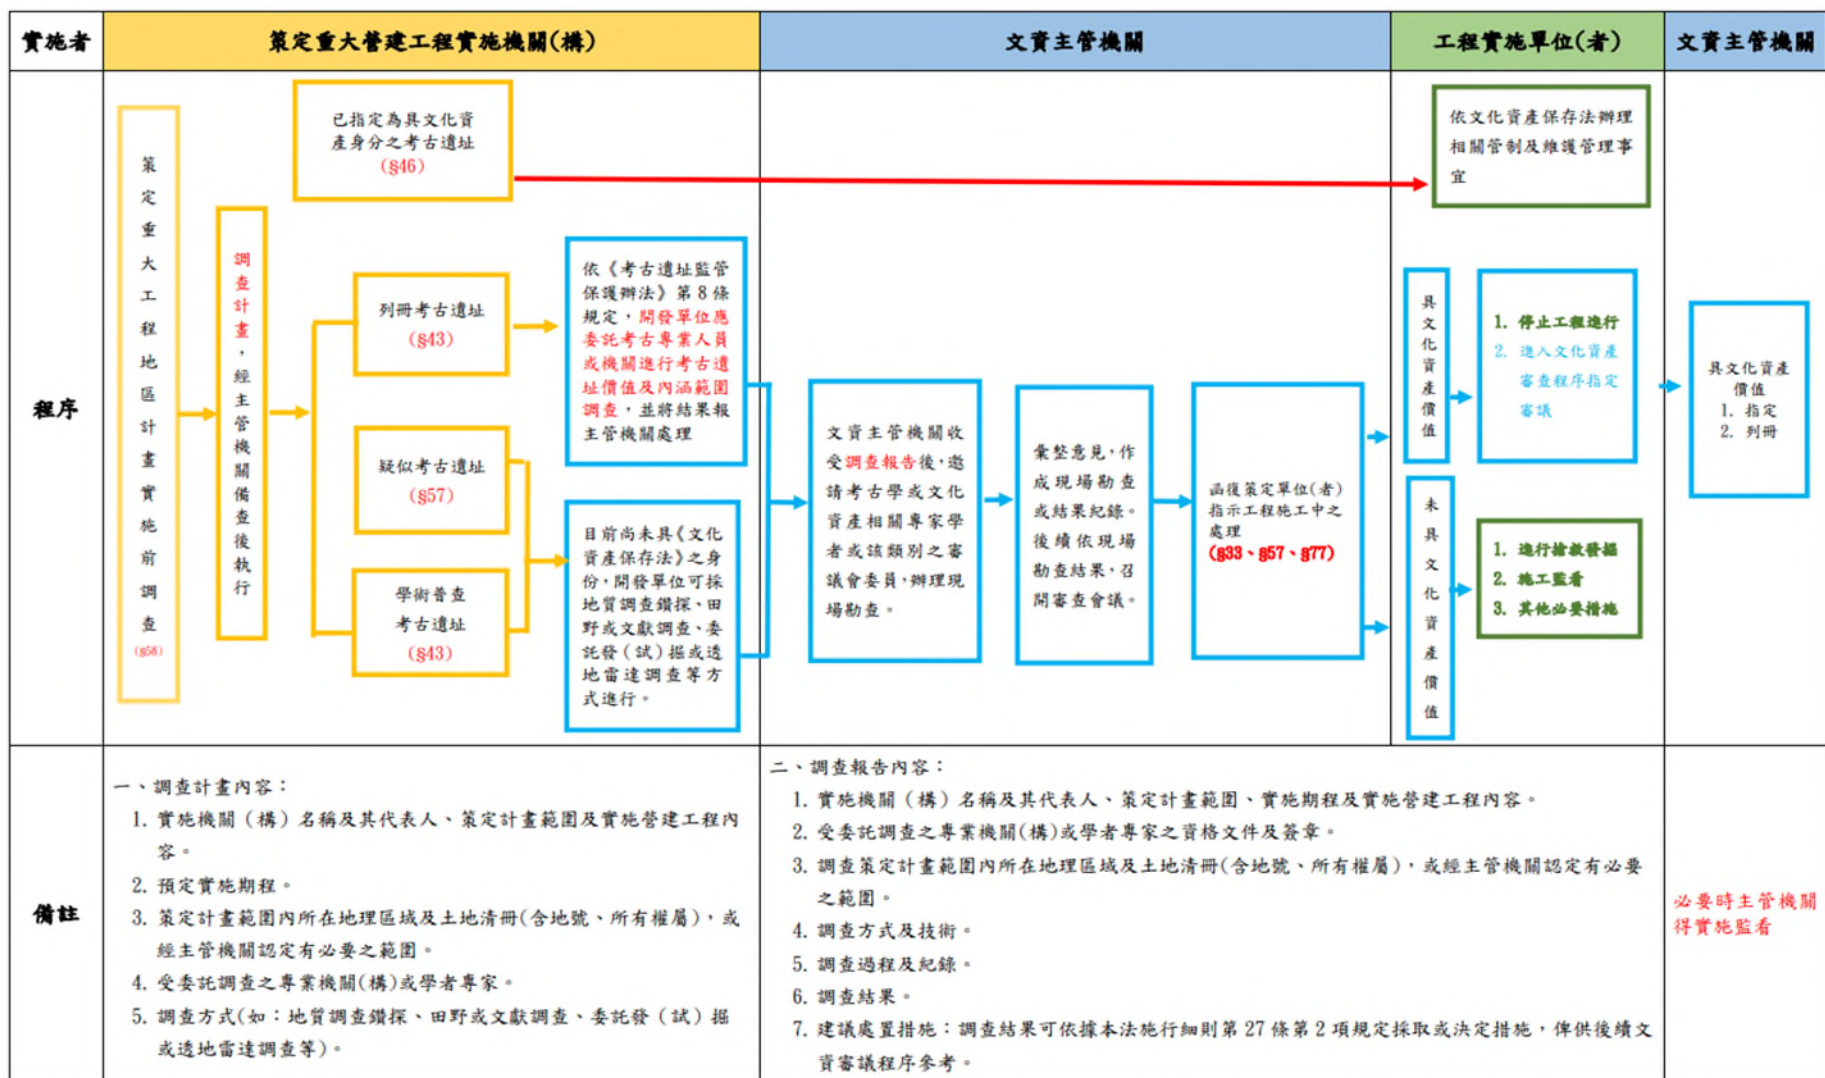 實施者
策定重大營建工程實施機關(構)
文資主管機關
工程實施單位(者)
文資主管機關
程序
策定重大工程地區計畫實施前調查
(§58)
調查計畫，經主管機關備查後執行
已指定為具文化資
產身分之考古遺址
(§46)
列冊考古遺址
(§43)
疑似考古遺址
(§57)
學術普查
考古遺址
(§43)
依《考古遺址監管
保護辦法》第8條
規定，開發單位應
委託考古專業人員
或機關進行考古遺
址價值及內涵範圍
調查，並將結果報
主管機關處理
目前尚未具《文化
資產保存法》之身
份，開發單位可採
地質調查鑽探、田
野或文獻調查、委
託發(試)掘或透
地雷達調查等方
式進行。
文資主管機關收
受調查報告後，邀
請考古學或文化
資產相關專家學
者或該類別之審
議會委員，辦理現
場勘查。
彙整意見，作
成現場勘查
或結果紀錄。
後續依現場
勘查結果，召
開審查會議。
函復策定單位(者)
指示工程施工中之
處理
(§33、§57、§77)
依文化資產保存法辦理
相關管制及維護管理事
宜
具文化資產價值
1. 停止工程進行
2. 進入文化資產
審查程序指定
審議
未具文化資產價值
1. 進行搶救發掘
2. 施工監看
3. 其他必要措施
具文化資產
價值
1. 指定
2. 列冊
備註
一、調查計畫內容：
1. 實施機關（構）名稱及其代表人、策定計畫範圍及實施營建工程內
容。
2. 預定實施期程。
3. 策定計畫範圍內所在地理區域及土地清冊(含地號、所有權屬)，或
經主管機關認定有必要之範圍。
4. 受委託調查之專業機關(構)或學者專家。
5. 調查方式(如：地質調查鑽探、田野或文獻調查、委託發（試）掘
或透地雷達調查等)。
二、調查報告內容：
1. 實施機關（構）名稱及其代表人、策定計畫範圍、實施期程及實施營建工程內容。
2. 受委託調查之專業機關(構)或學者專家之資格文件及簽章。
3. 調查策定計畫範圍內所在地理區域及土地清冊(含地號、所有權屬)，或經主管機關認定有必要
之範圍。
4. 調查方式及技術。
5. 調查過程及紀錄。
6. 調查結果。
7. 建議處置措施：調查結果可依據本法施行細則第27條第2項規定採取或決定措施，俾供後續文
資審議程序參考。
必要時主管機關
得實施監看